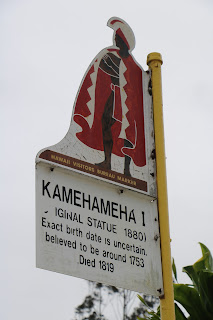 HAWAII VISITORS BUREAU MARKER
KAMEHAMEHA I
IGINAL STATUE 1880)
Exact birth date is uncertain.
believed to be around 1753
Died 1819